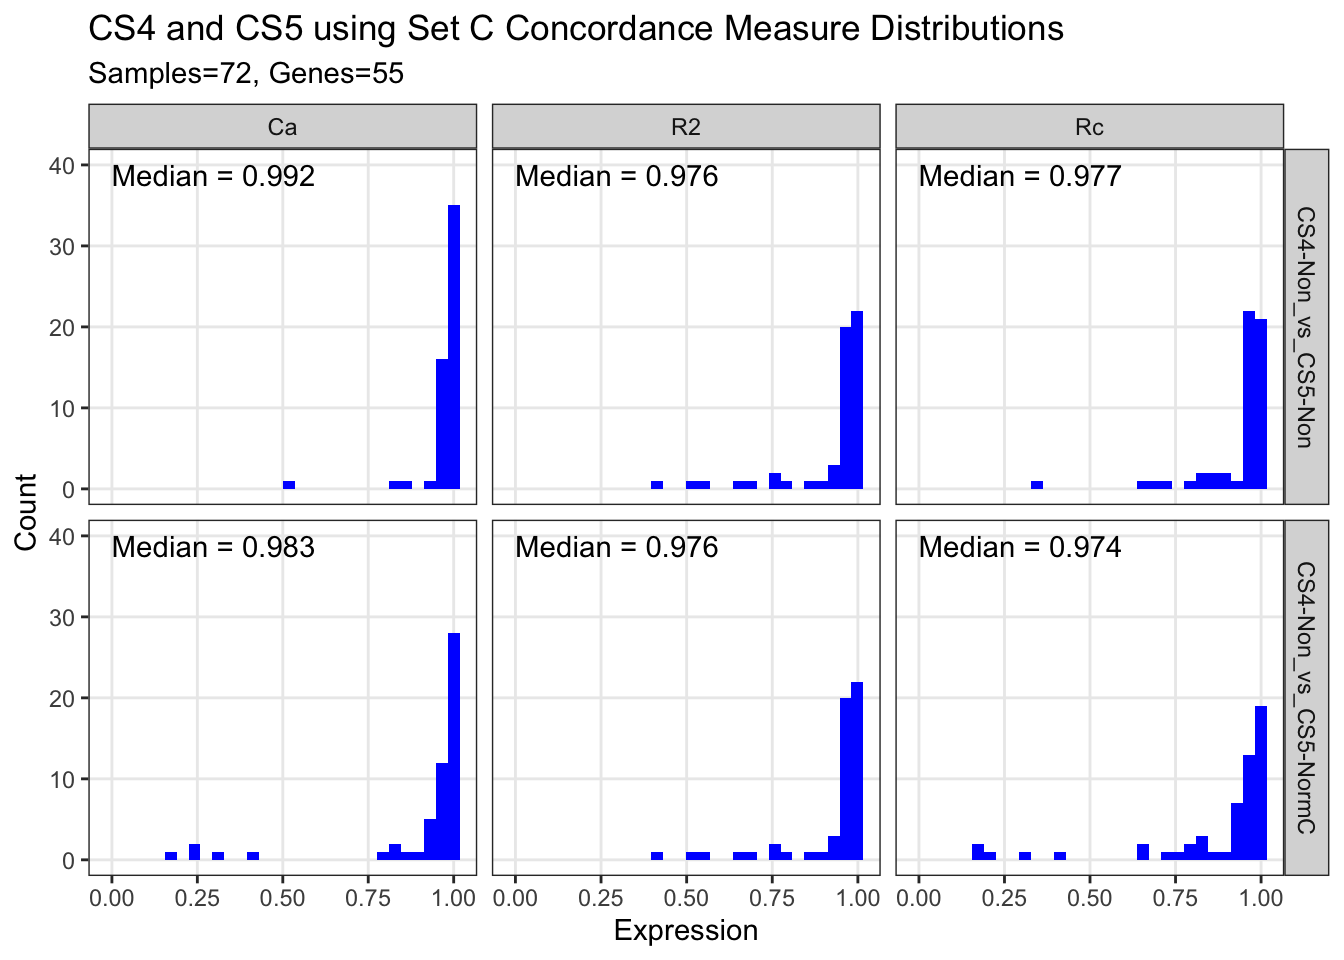 CS4 and CS5 using Set C Concordance Measure Distributions
Samples=72, Genes=55
Ca R2 Rc
Median = 0.992 Median = 0.976 Median = 0.977
40
30
20
10
0
CS4-Non_vs_CS5-Non
Count
Median = 0.983 Median = 0.976 Median = 0.974
40
30
20
10
0
CS4-Non_vs_CS5-NormC
0.00 0.25 0.50 0.75 1.00 0.00 0.25 0.50 0.75 1.00 0.00 0.25 0.50 0.75 1.00
Expression